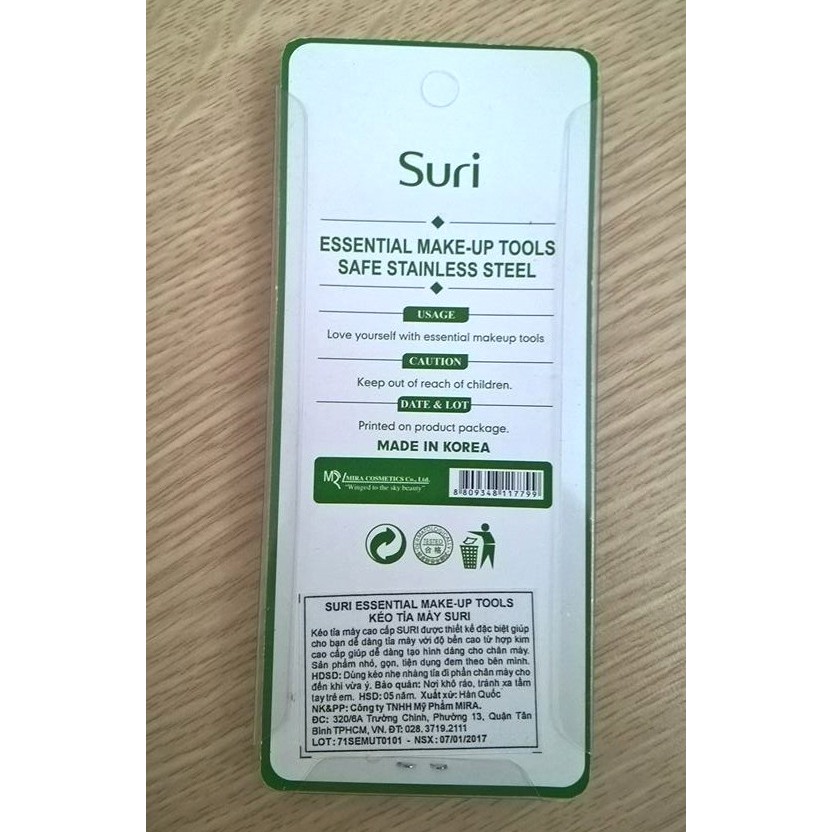 Suri
ESSENTIAL MAKE-UP TOOLS
SAFE STAINLESS STEEL
USAGE
Love yourself with essential makeup tools
CAUTION
Keep out of reach of children.
DATE & LOT
Printed on product package.
MADE IN KOREA
MIRA COSMETICS Co., Ltd.
"Winged to the sky beauty"
8 809348 117799
TESTED
合格
SURI ESSENTIAL MAKE-UP TOOLS
KÉO TỈA MÀY SURI
Kéo tỉa mày cao cấp SURI được thiết kế đặc biệt giúp
cho bạn dễ dàng tỉa mày với độ bền cao từ hợp kim
cao cấp giúp dễ dàng tạo hình dáng cho chân mày.
Sản phẩm nhỏ, gọn, tiện dụng đem theo bên mình.
HDSD: Dùng kéo nhẹ nhàng tỉa đi phần chân mày cho
đến khi vừa ý. Bảo quản: Nơi khô ráo, tránh xa tầm
tay trẻ em. HSD: 05 năm. Xuất xứ: Hàn Quốc
NK&PP: Công ty TNHH Mỹ Phẩm MIRA.
ĐC: 320/6A Trường Chinh, Phường 13, Quận Tân
Bình TPHCM, VN. ĐT: 028. 3719.2111
LOT: 71SEMUT0101 - NSX: 07/01/2017